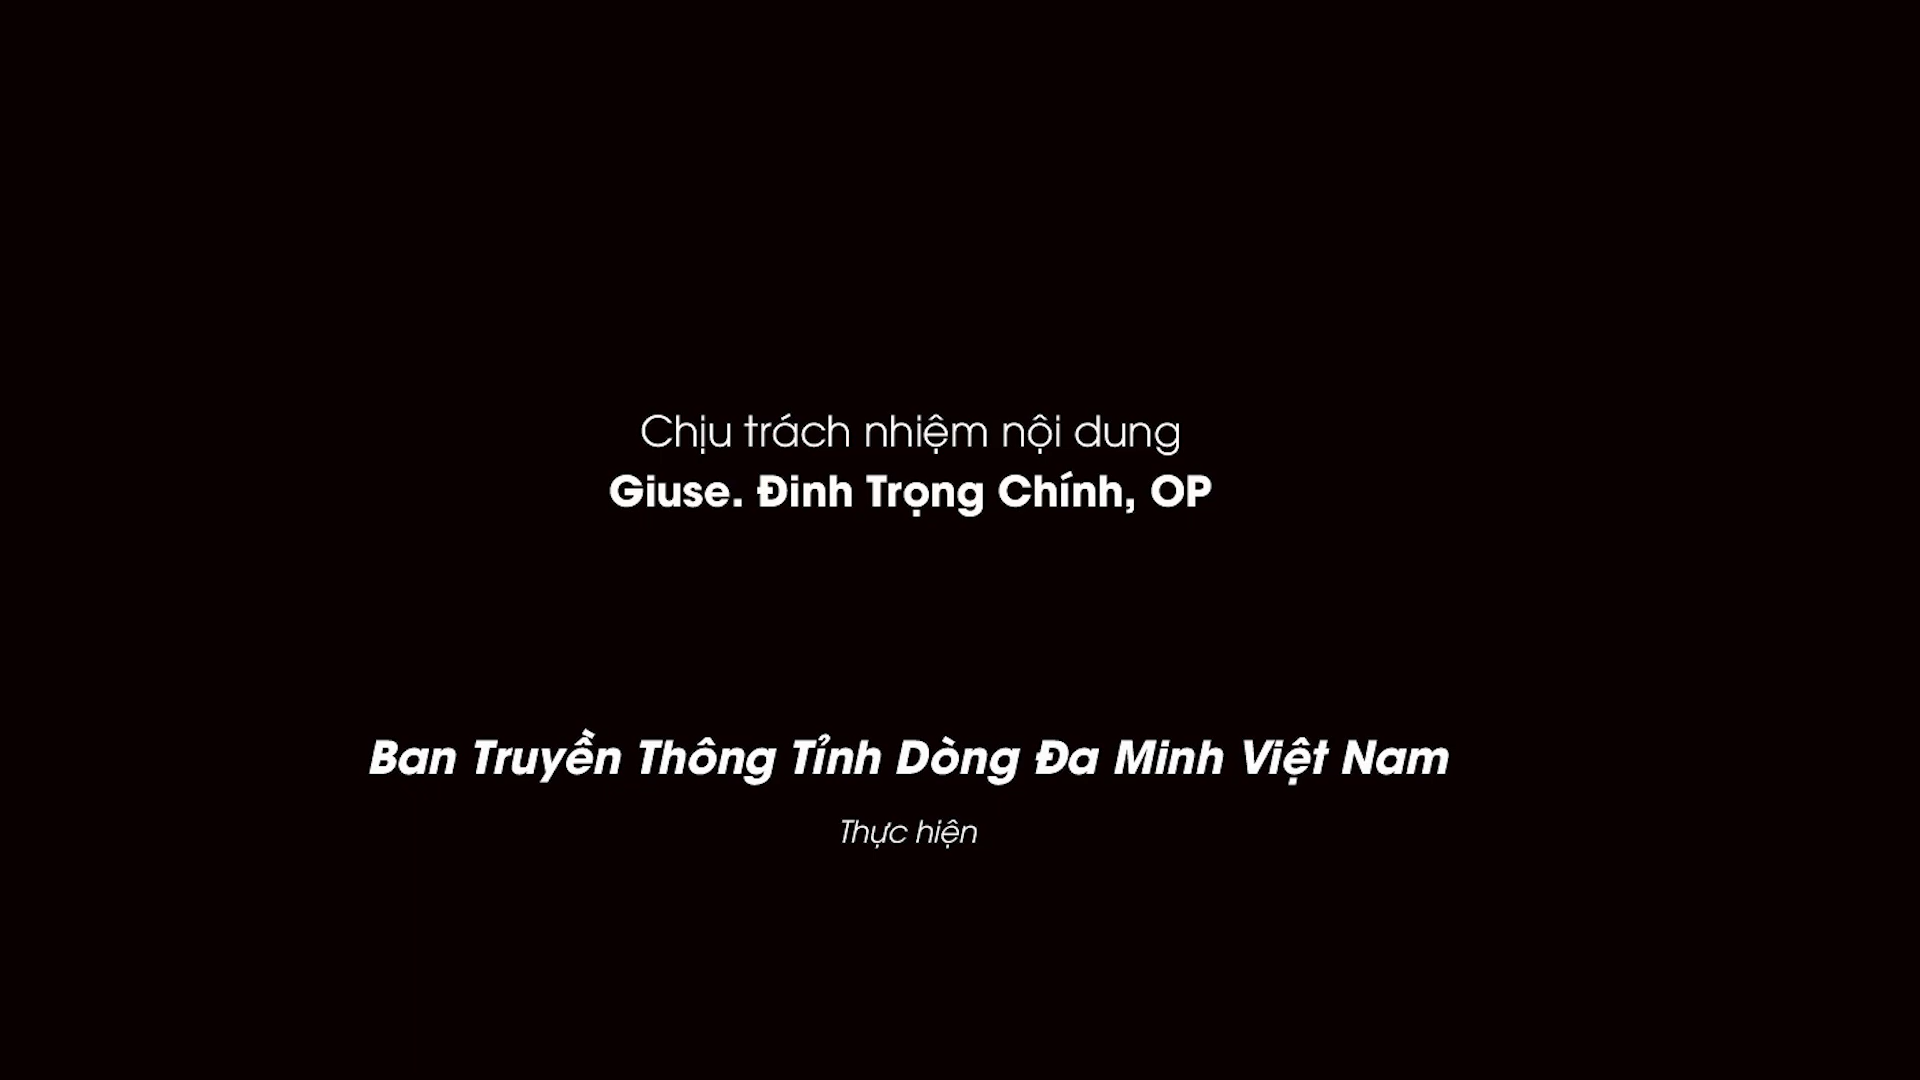 Chịu trách nhiệm nội dung
Giuse. Đinh Trọng Chính, OP
Ban Truyền Thông Tỉnh Dòng Đa Minh Việt Nam
Thực hiện